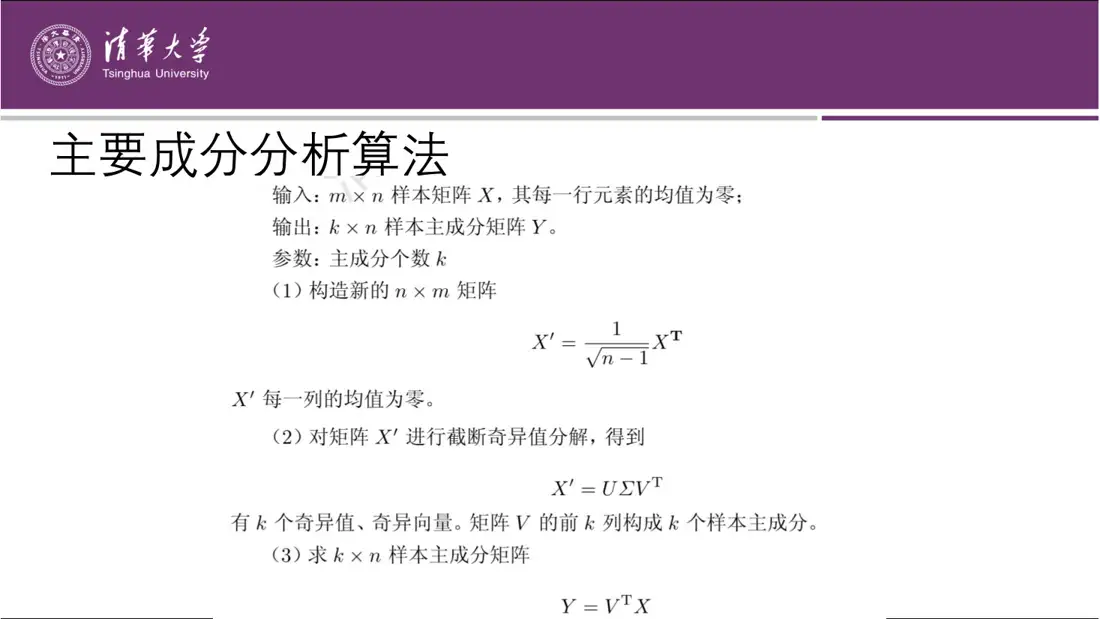 清华大学
Tsinghua University
主要成分分析算法
输入：m × n 样本矩阵 X，其每一行元素的均值为零；
输出：k × n 样本主成分矩阵 Y。
参数：主成分个数 k
（1）构造新的 n × m 矩阵
X′ = \frac{1}{\sqrt{n − 1}} X^T
X′ 每一列的均值为零。
（2）对矩阵 X′ 进行截断奇异值分解，得到
X′ = UΣV^T
有 k 个奇异值、奇异向量。矩阵 V 的前 k 列构成 k 个样本主成分。
（3）求 k × n 样本主成分矩阵
Y = V^T X